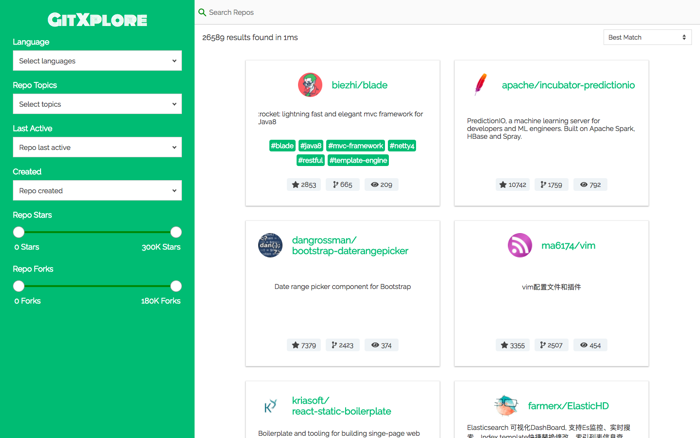 GITXPLORE
Language
Select languages
Repo Topics
Select topics
Last Active
Repo last active
Created
Repo created
Repo Stars
0 Stars 300K Stars
Repo Forks
0 Forks 180K Forks
Search Repos
26589 results found in 1ms
Best Match
biezhi/blade
:rocket: lightning fast and elegant mvc framework for
Java8
#blade #java8 #mvc-framework #netty4
#restful #template-engine
2853 665 209
apache/incubator-predictionio
PredictionIO, a machine learning server for
developers and ML engineers. Built on Apache Spark,
HBase and Spray.
10742 1759 792
dangrossman/
bootstrap-daterangepicker
Date range picker component for Bootstrap
7379 2423 374
ma6174/vim
vim配置文件和插件
3355 2507 454
kriasoft/
react-static-boilerplate
Boilerplate and tooling for building singe-page web
farmerx/ElasticHD
Elasticsearch 可视化DashBoard, 支持Es监控、实时搜